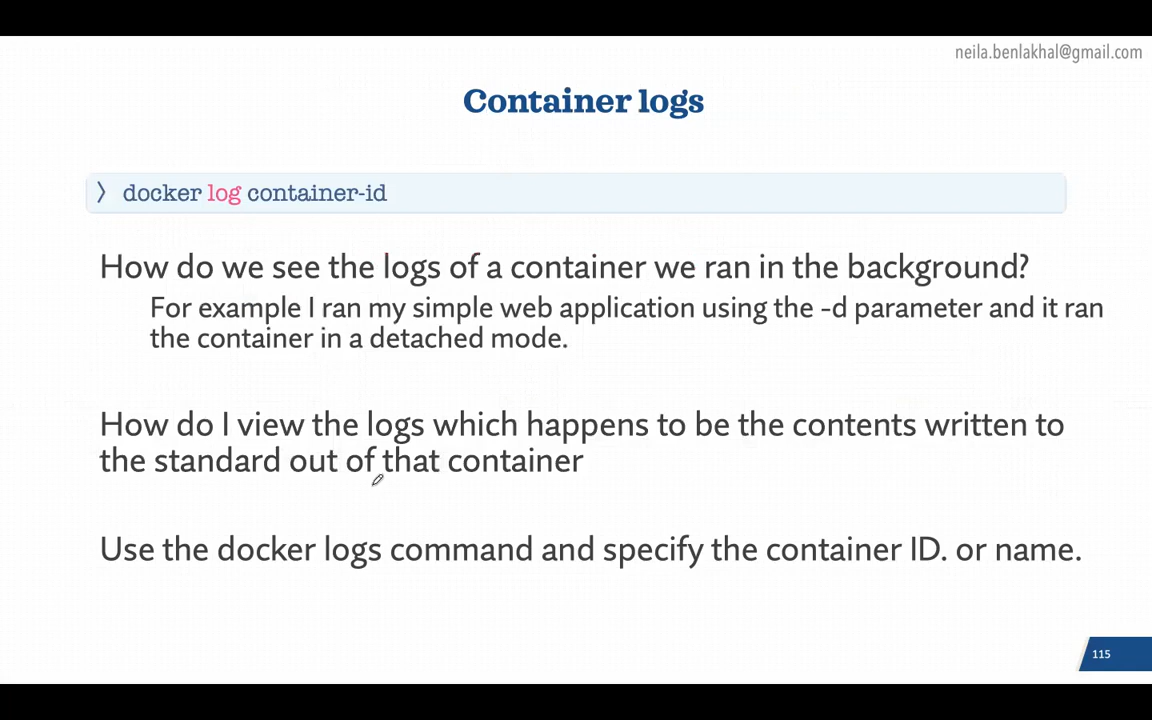 neila.benlakhal@gmail.com
Container logs
⟩ docker log container-id
How do we see the logs of a container we ran in the background?
For example I ran my simple web application using the -d parameter and it ran
the container in a detached mode.
How do I view the logs which happens to be the contents written to
the standard out of that container
Use the docker logs command and specify the container ID. or name.
115